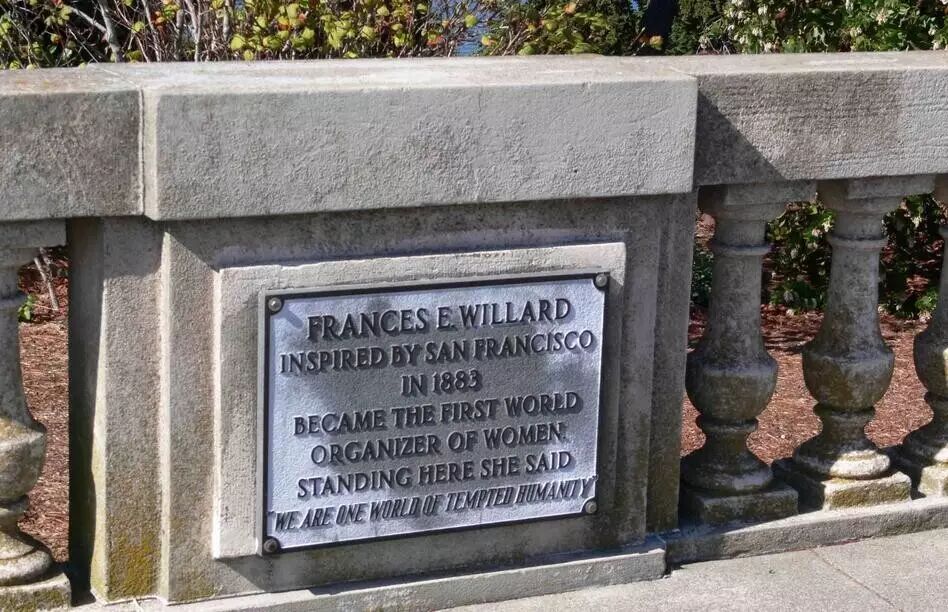 FRANCES E. WILLARD
INSPIRED BY SAN FRANCISCO
IN 1883
BECAME THE FIRST WORLD
ORGANIZER OF WOMEN.
STANDING HERE SHE SAID
"WE ARE ONE WORLD OF TEMPTED HUMANITY"